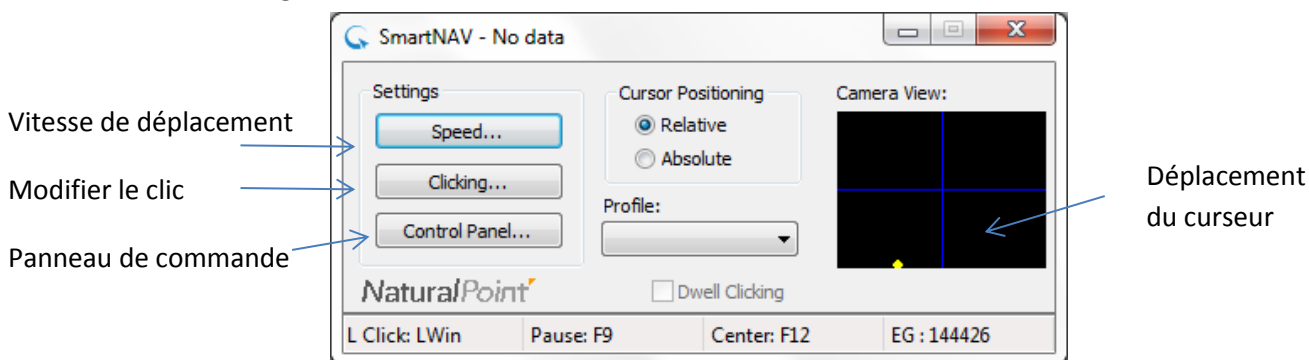 SmartNAV - No data
Settings
Cursor Positioning
Camera View:
Vitesse de déplacement
Speed...
Relative
Absolute
Modifier le clic
Clicking...
Déplacement
du curseur
Profile:
Panneau de commande
Control Panel...
NaturalPoint
Dwell Clicking
L Click: LWin
Pause: F9
Center: F12
EG : 144426